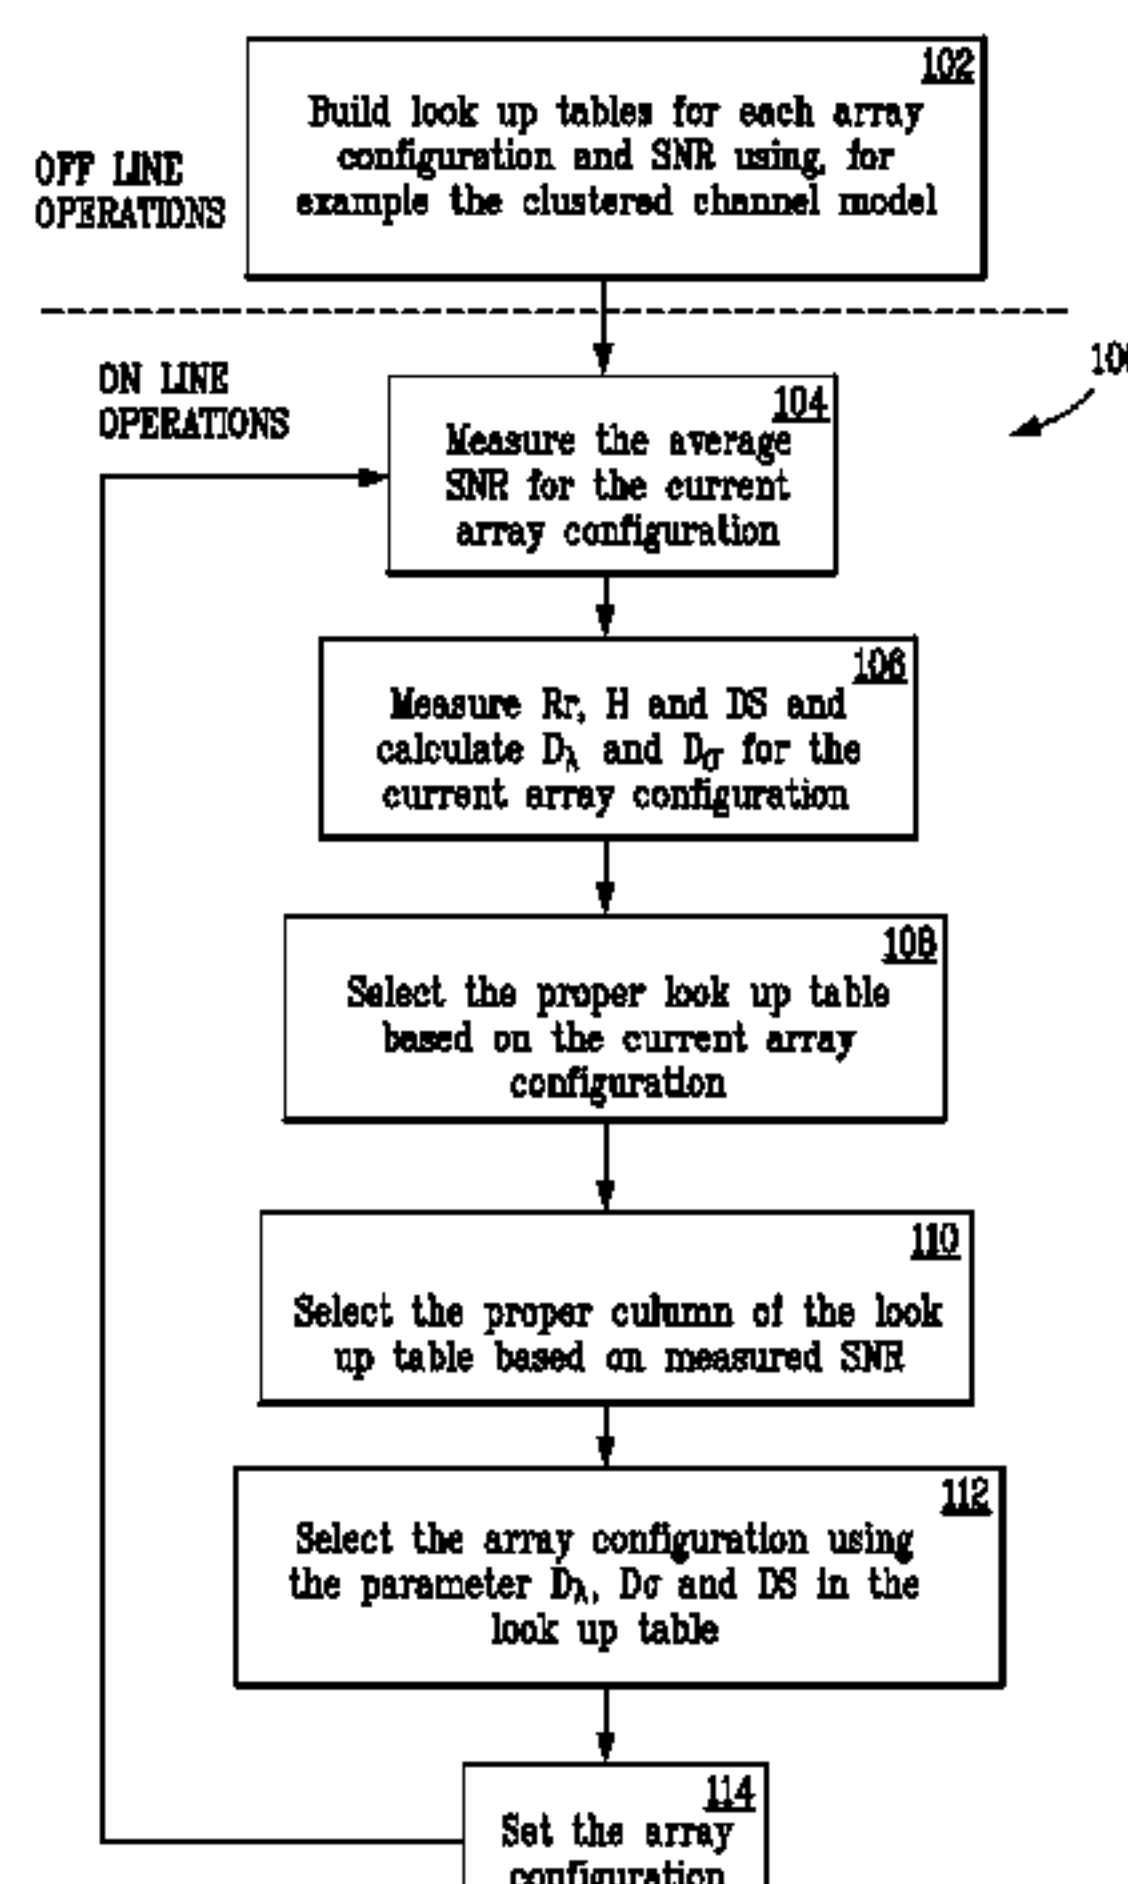 102
Build look up tables for each array
configuration and SNR using, for
example the clustered channel model
OFF LINE
OPERATIONS
ON LINE
OPERATIONS
104
Measure the average
SNR for the current
array configuration
106
Measure Rr, H and DS and
calculate Dλ and Dσ for the
current array configuration
108
Select the proper look up table
based on the current array
configuration
110
Select the proper column of the look
up table based on measured SNR
112
Select the array configuration using
the parameter Dλ, Dσ and DS in the
look up table
114
Set the array
configuration